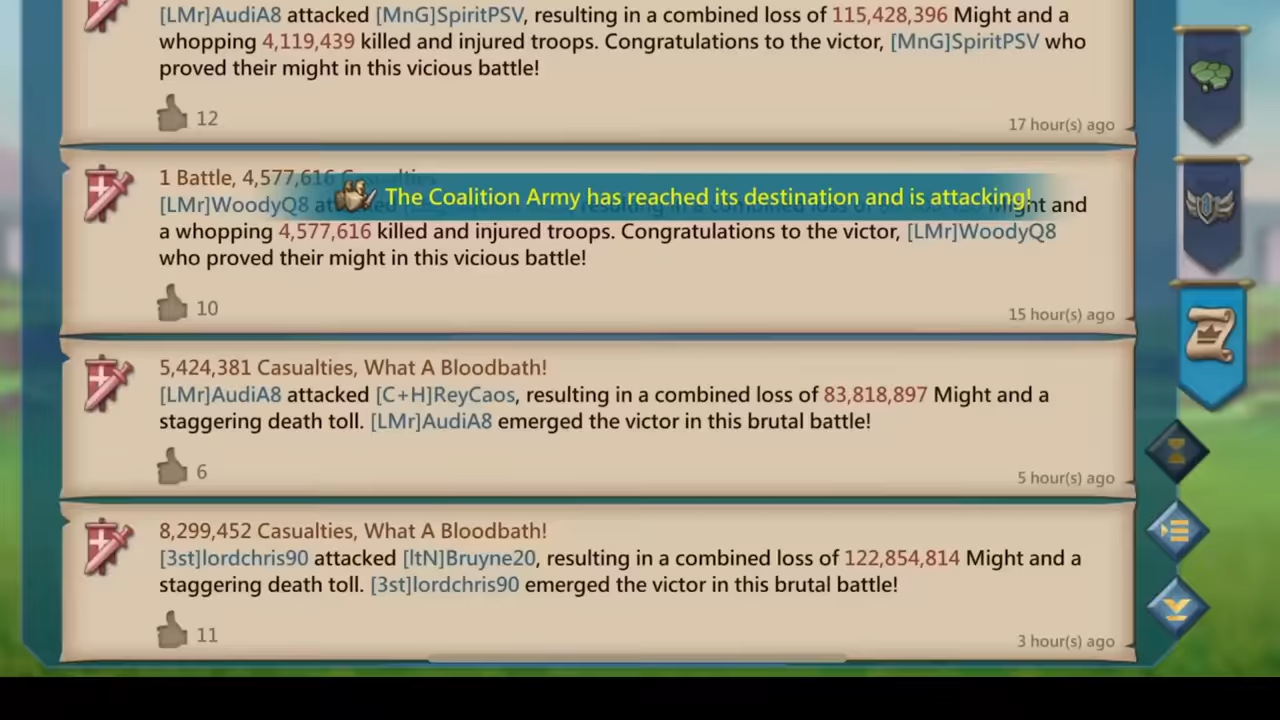 [LMr]AudiA8 attacked [MnG]SpiritPSV, resulting in a combined loss of 115,428,396 Might and a
whopping 4,119,439 killed and injured troops. Congratulations to the victor, [MnG]SpiritPSV who
proved their might in this vicious battle!
12
17 hour(s) ago
1 Battle, 4,577,616 Casualties
The Coalition Army has reached its destination and is attacking!
[LMr]WoodyQ8 attacked resulting in a combined loss of Might and
a whopping 4,577,616 killed and injured troops. Congratulations to the victor, [LMr]WoodyQ8
who proved their might in this vicious battle!
10
15 hour(s) ago
5,424,381 Casualties, What A Bloodbath!
[LMr]AudiA8 attacked [C+H]ReyCaos, resulting in a combined loss of 83,818,897 Might and a
staggering death toll. [LMr]AudiA8 emerged the victor in this brutal battle!
6
5 hour(s) ago
8,299,452 Casualties, What A Bloodbath!
[3st]lordchris90 attacked [ltN]Bruyne20, resulting in a combined loss of 122,854,814 Might and a
staggering death toll. [3st]lordchris90 emerged the victor in this brutal battle!
11
3 hour(s) ago